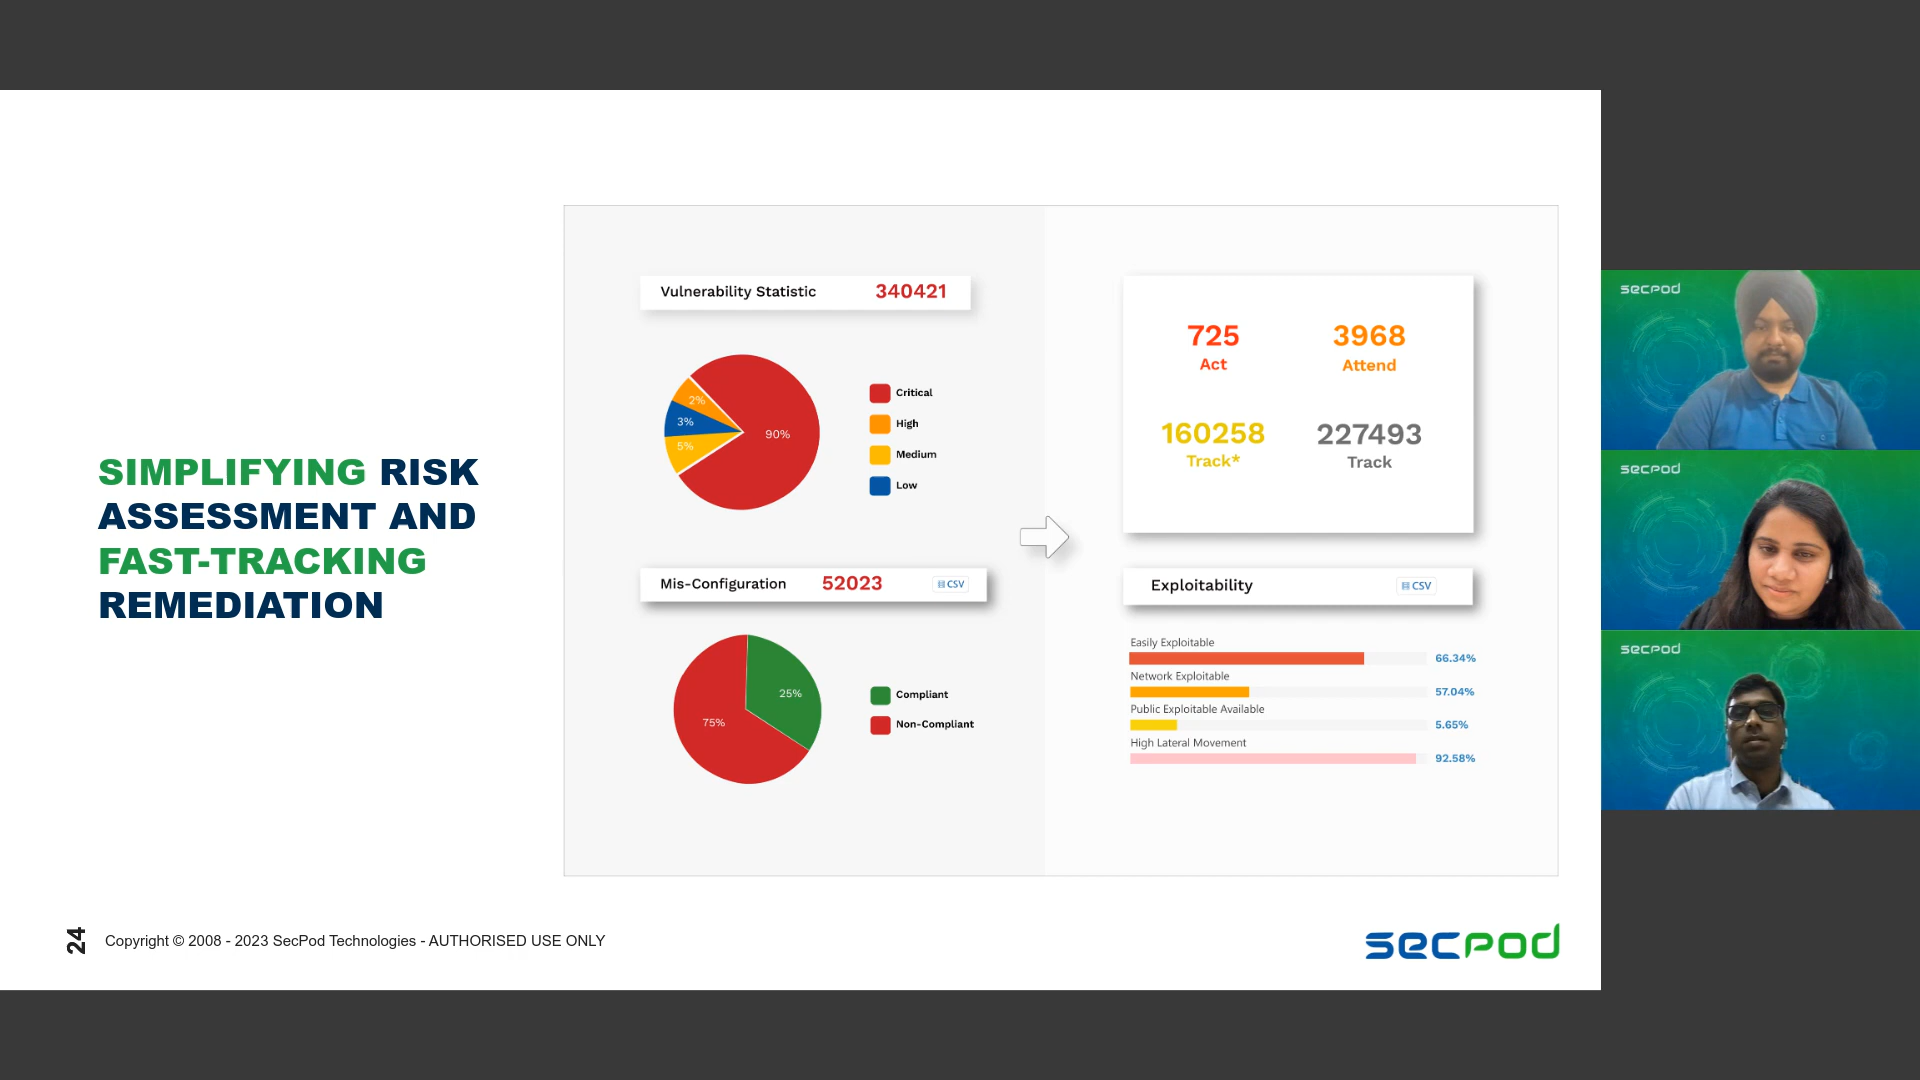 SIMPLIFYING RISK
ASSESSMENT AND
FAST-TRACKING
REMEDIATION
Vulnerability Statistic 340421
2%
3%
5%
90%
Critical
High
Medium
Low
Mis-Configuration 52023 CSV
75%
25%
Compliant
Non-Compliant
725 3968
Act Attend
160258 227493
Track* Track
Exploitability CSV
Easily Exploitable
66.34%
Network Exploitable
57.04%
Public Exploitable Available
5.65%
High Lateral Movement
92.58%
24
Copyright © 2008 - 2023 SecPod Technologies - AUTHORISED USE ONLY
secpod
secpod
secpod
secpod